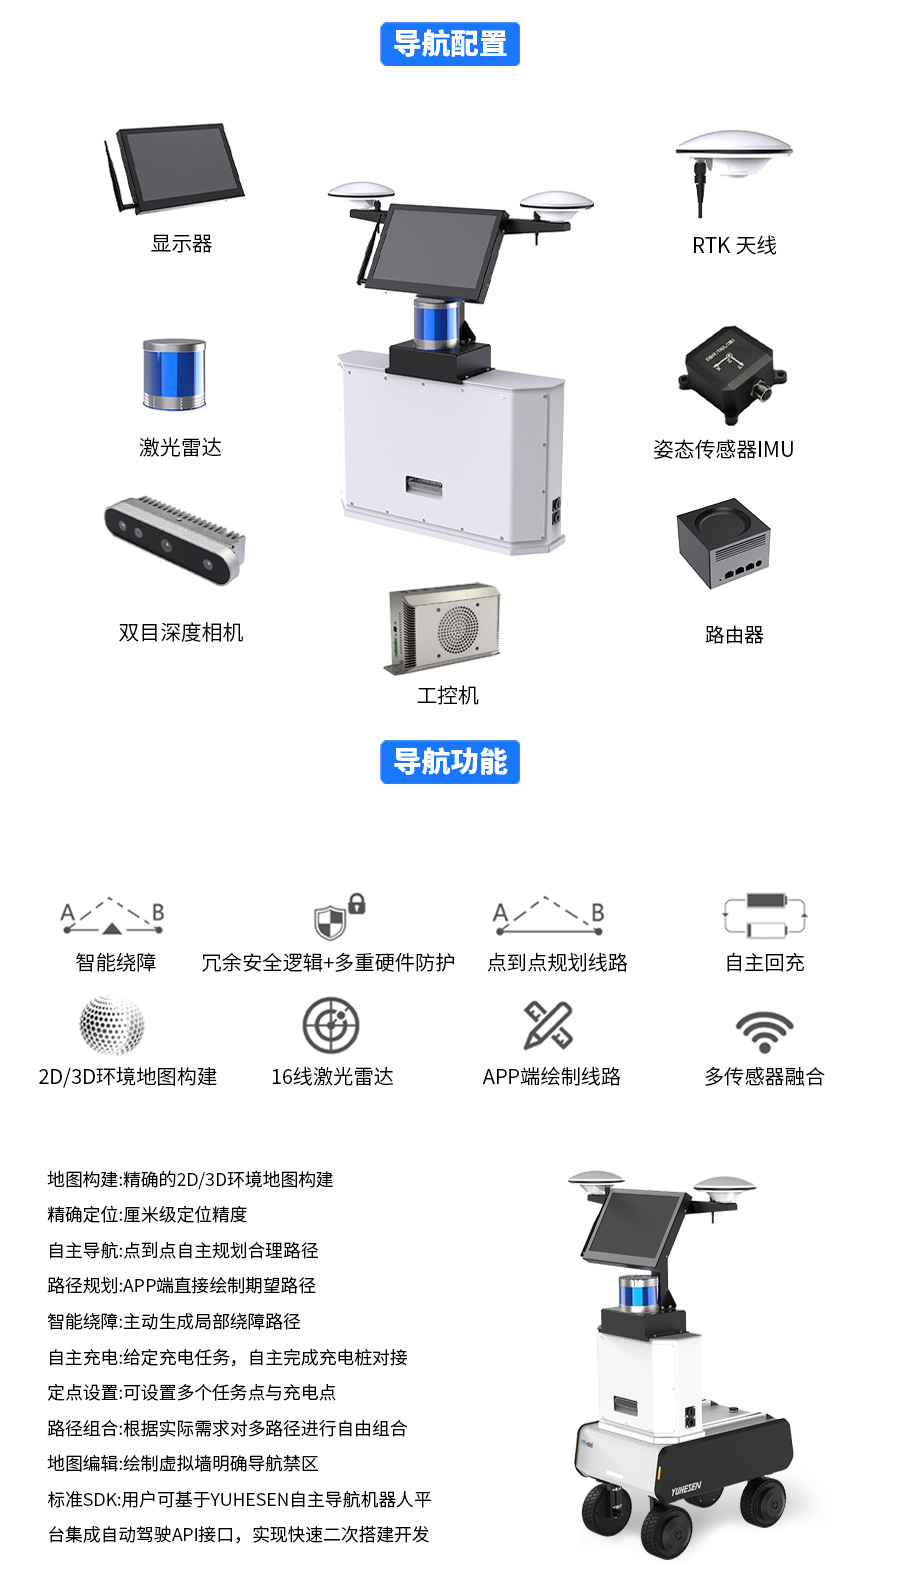 导航配置
显示器
RTK 天线
激光雷达
姿态传感器IMU
双目深度相机
路由器
工控机
导航功能
A B
A B
智能绕障
冗余安全逻辑+多重硬件防护
点到点规划线路
自主回充
2D/3D环境地图构建
16线激光雷达
APP端绘制线路
多传感器融合
地图构建:精确的2D/3D环境地图构建
精确定位:厘米级定位精度
自主导航:点到点自主规划合理路径
路径规划:APP端直接绘制期望路径
智能绕障:主动生成局部绕障路径
自主充电:给定充电任务，自主完成充电桩对接
定点设置:可设置多个任务点与充电点
路径组合:根据实际需求对多路径进行自由组合
地图编辑:绘制虚拟墙明确导航禁区
标准SDK:用户可基于YUHESEN自主导航机器人平
台集成自动驾驶API接口，实现快速二次搭建开发
YUHESEN